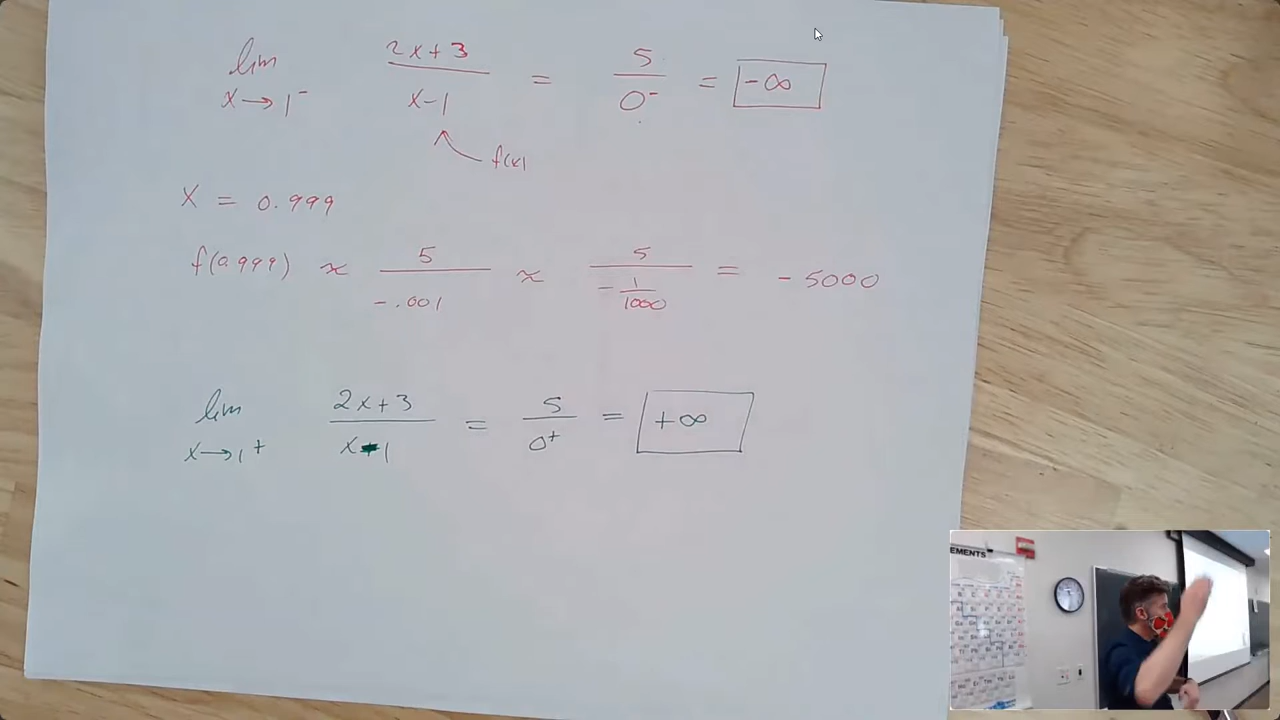 lim x→1⁻ (2x+3)/(x-1) = 5/0⁻ = -∞
f(x)
x = 0.999
f(0.999) ≈ 5/-.001 ≈ 5/(-1/1000) = -5000
lim x→1⁺ (2x+3)/(x-1) = 5/0⁺ = +∞
EMENTS